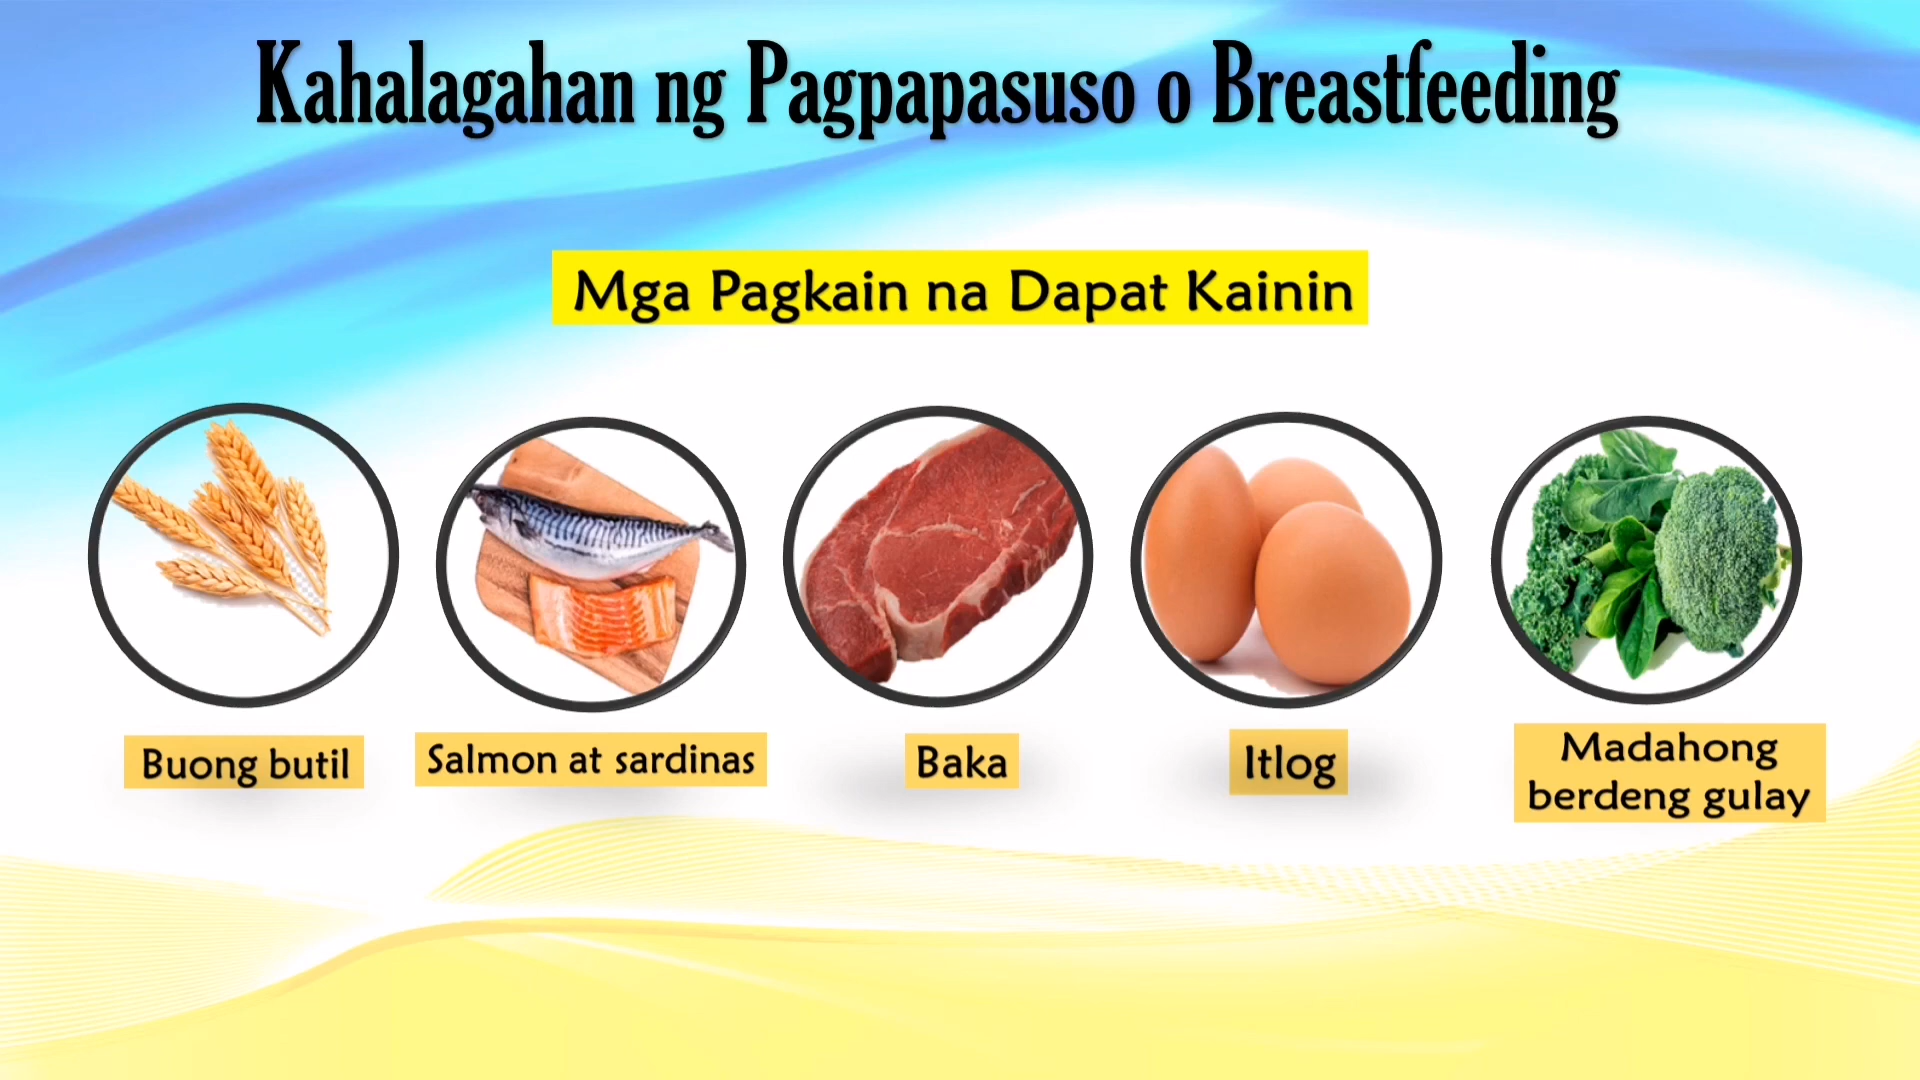 Kahalagahan ng Pagpapasuso o Breastfeeding
Mga Pagkain na Dapat Kainin
Buong butil
Salmon at sardinas
Baka
Itlog
Madahong
berdeng gulay